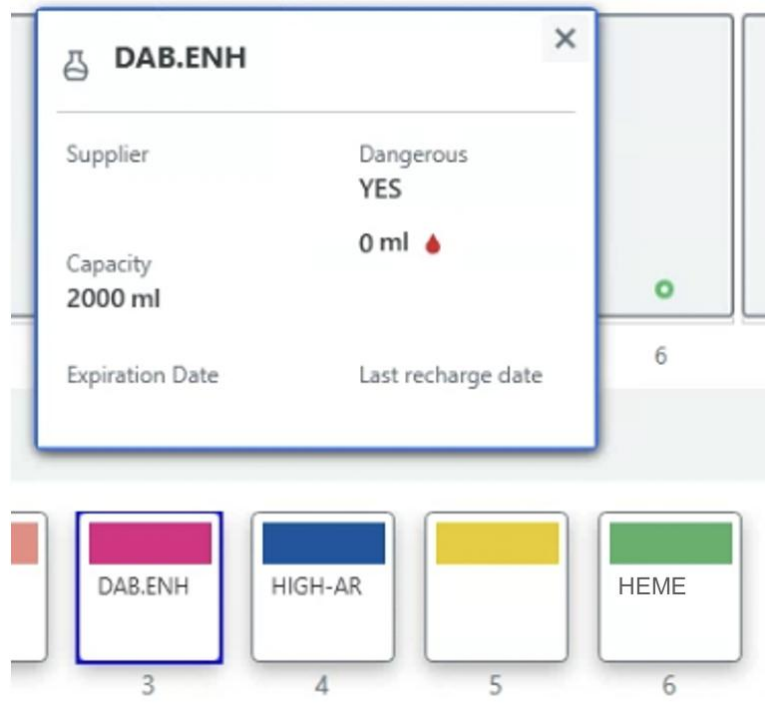 DAB.ENH
Supplier
Dangerous
YES
0 ml
Capacity
2000 ml
Expiration Date
Last recharge date
6
DAB.ENH
HIGH-AR
HEME
3
4
5
6